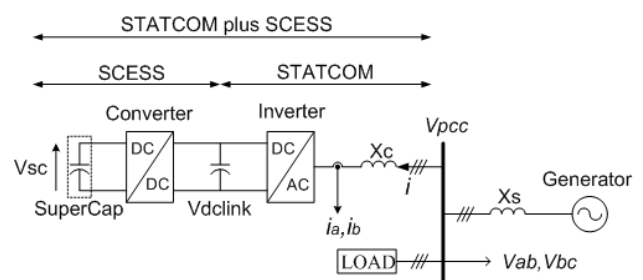 STATCOM plus SCESS
SCESS
STATCOM
Converter
Inverter
Vpcc
Vsc
DC
DC
DC
AC
Xc
i
Xs
Generator
SuperCap
Vdclink
ia,ib
LOAD
Vab,Vbc